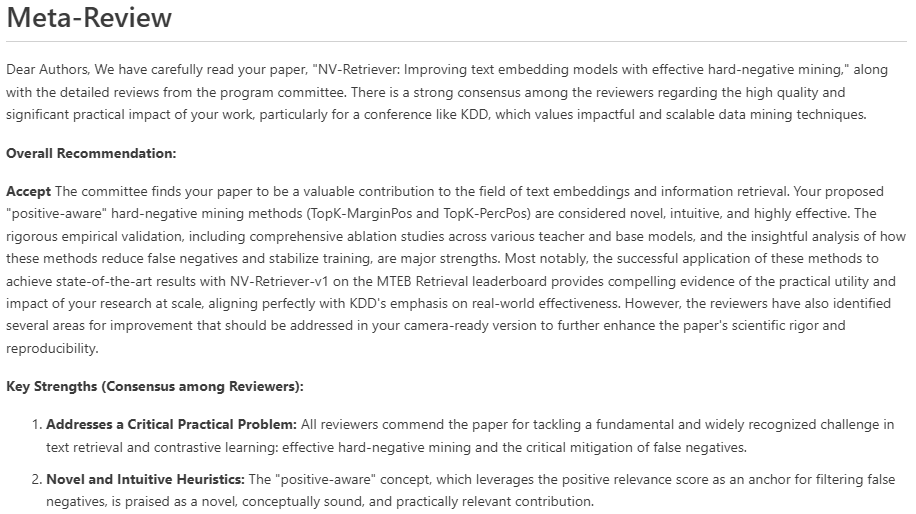 Meta-Review
Dear Authors, We have carefully read your paper, "NV-Retriever: Improving text embedding models with effective hard-negative mining," along
with the detailed reviews from the program committee. There is a strong consensus among the reviewers regarding the high quality and
significant practical impact of your work, particularly for a conference like KDD, which values impactful and scalable data mining techniques.
Overall Recommendation:
Accept The committee finds your paper to be a valuable contribution to the field of text embeddings and information retrieval. Your proposed
"positive-aware" hard-negative mining methods (TopK-MarginPos and TopK-PercPos) are considered novel, intuitive, and highly effective. The
rigorous empirical validation, including comprehensive ablation studies across various teacher and base models, and the insightful analysis of how
these methods reduce false negatives and stabilize training, are major strengths. Most notably, the successful application of these methods to
achieve state-of-the-art results with NV-Retriever-v1 on the MTEB Retrieval leaderboard provides compelling evidence of the practical utility and
impact of your research at scale, aligning perfectly with KDD's emphasis on real-world effectiveness. However, the reviewers have also identified
several areas for improvement that should be addressed in your camera-ready version to further enhance the paper's scientific rigor and
reproducibility.
Key Strengths (Consensus among Reviewers):
1. Addresses a Critical Practical Problem: All reviewers commend the paper for tackling a fundamental and widely recognized challenge in
text retrieval and contrastive learning: effective hard-negative mining and the critical mitigation of false negatives.
2. Novel and Intuitive Heuristics: The "positive-aware" concept, which leverages the positive relevance score as an anchor for filtering false
negatives, is praised as a novel, conceptually sound, and practically relevant contribution.